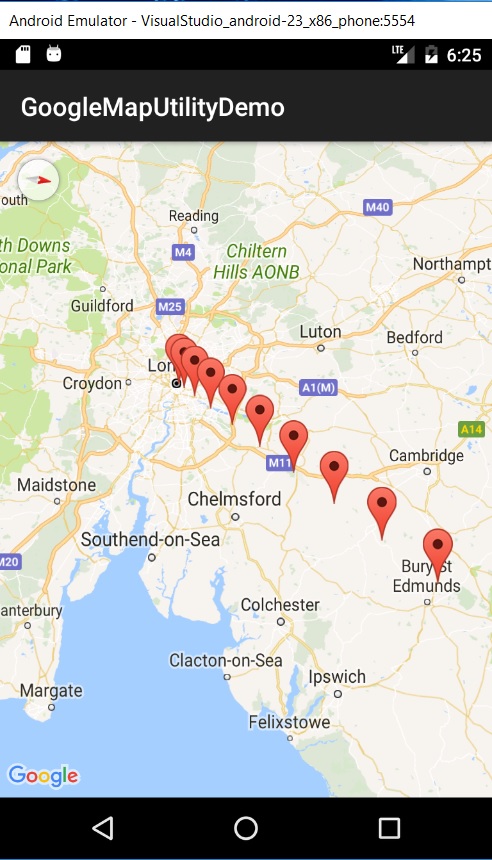 Android Emulator - VisualStudio_android-23_x86_phone:5554
LTE
6:25
GoogleMapUtilityDemo
outh
M40
Reading
th Downs
onal Park
M4
Chiltern
Hills AONB
Northampt
Guildford
M25
Luton
Bedford
Lon
Croydon
A1(M)
A14
M11
Cambridge
Maidstone
Chelmsford
Southend-on-Sea
M20
Bury St
Edmunds
anterbury
Colchester
Clacton-on-Sea
Ipswich
Margate
Felixstowe
Google